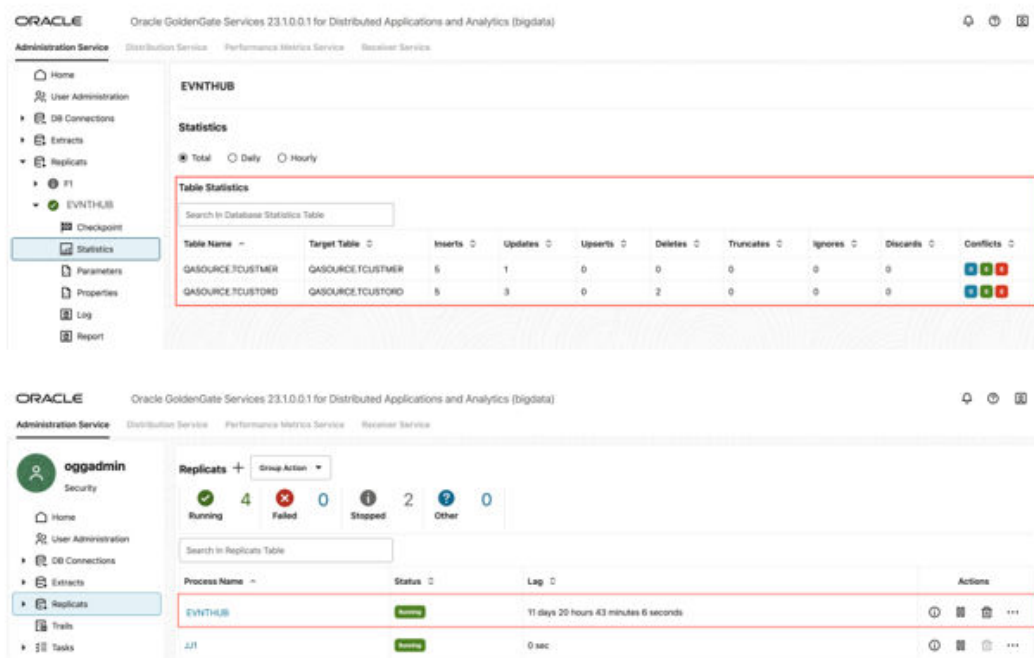 ORACLE Oracle GoldenGate Services 23.1.0.0.1 for Distributed Applications and Analytics (bigdata)
Administration Service Distribution Service Performance Metrics Service Receiver Service
Home
User Administration
DB Connections
Extracts
Replicats
F1
EVNTHUB
Checkpoint
Statistics
Parameters
Properties
Log
Report
EVNTHUB
Statistics
Total Daily Hourly
Table Statistics
Search In Database Statistics Table
Table Name Target Table Inserts Updates Upserts Deletes Truncates Ignores Discards Conflicts
QASOURCE.TCUSTMER QASOURCE.TCUSTMER 5 1 0 0 0 0 0
QASOURCE.TCUSTORD QASOURCE.TCUSTORD 5 3 0 2 0 0 0
ORACLE Oracle GoldenGate Services 23.1.0.0.1 for Distributed Applications and Analytics (bigdata)
Administration Service Distribution Service Performance Metrics Service Receiver Service
oggadmin
Security
Home
User Administration
DB Connections
Extracts
Replicats
Trails
Tasks
Replicats Group Action
4 0 2 0
Running Failed Stopped Other
Search In Replicats Table
Process Name Status Lag Actions
EVNTHUB Running 11 days 20 hours 43 minutes 6 seconds
JJ1 Running 0 sec